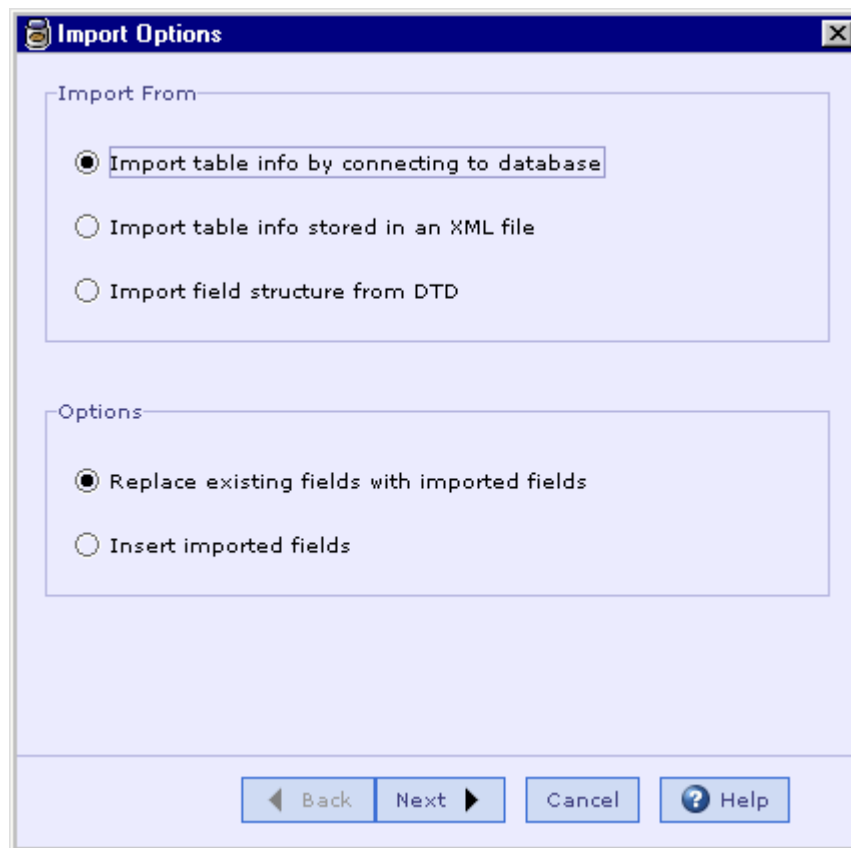 Import Options
Import From
Import table info by connecting to database
Import table info stored in an XML file
Import field structure from DTD
Options
Replace existing fields with imported fields
Insert imported fields
Back Next Cancel ? Help